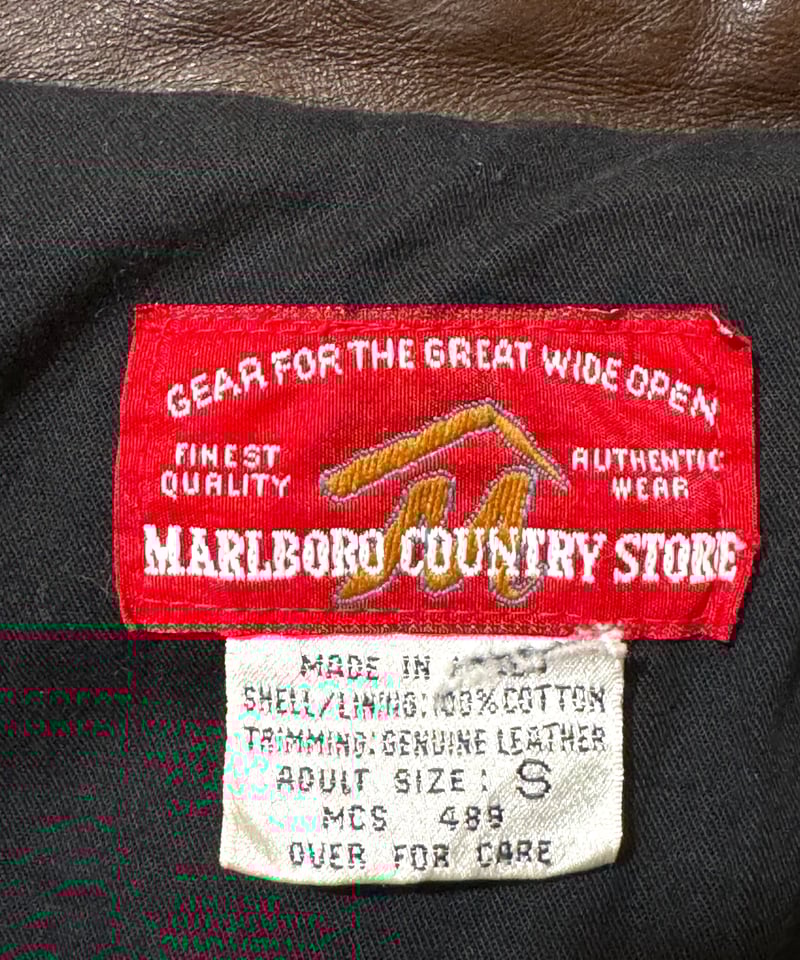 GEAR FOR THE GREAT WIDE OPEN
FINEST
QUALITY
AUTHENTIC
WEAR
M
MARLBORO COUNTRY STORE
MADE IN
SHELL/LINING:100% COTTON
TRIMMING:GENUINE LEATHER
ADULT SIZE: S
MCS 489
OVER FOR CARE